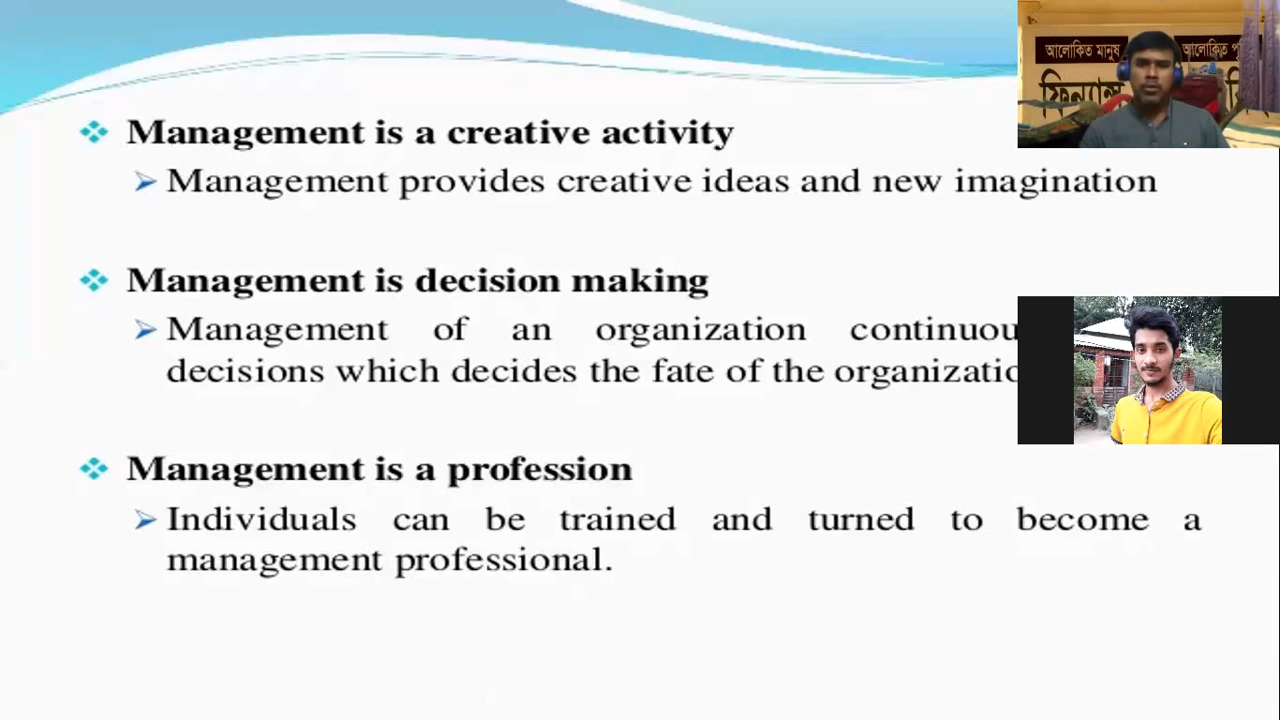 Management is a creative activity
Management provides creative ideas and new imagination
Management is decision making
Management of an organization
decisions which decides the fate of the
Management is a profession
Individuals can be trained and turned to become a
management professional.
আলোকিত মানুষ
আলোকিত
ফিন্যান্স